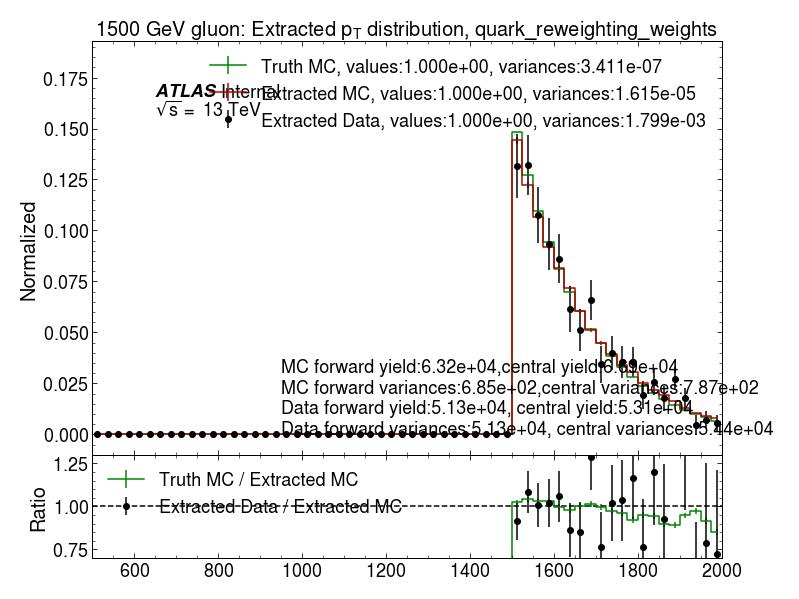 1500 GeV gluon: Extracted pT distribution, quark_reweighting_weights
Truth MC, values:1.000e+00, variances:3.411e-07
ATLAS Internal
Extracted MC, values:1.000e+00, variances:1.615e-05
√s = 13 TeV
Extracted Data, values:1.000e+00, variances:1.799e-03
Normalized
0.175
0.150
0.125
0.100
0.075
0.050
0.025
0.000
MC forward yield:6.32e+04,central
MC forward variances:6.85e+02,central variances:7.87e+02
Data forward yield:5.13e+04, central yield:5.31e+04
Data forward variances:5.13e+04, central variances:5.44e+04
Ratio
1.25
1.00
0.75
Truth MC / Extracted MC
Extracted Data / Extracted MC
600 800 1000 1200 1400 1600 1800 2000